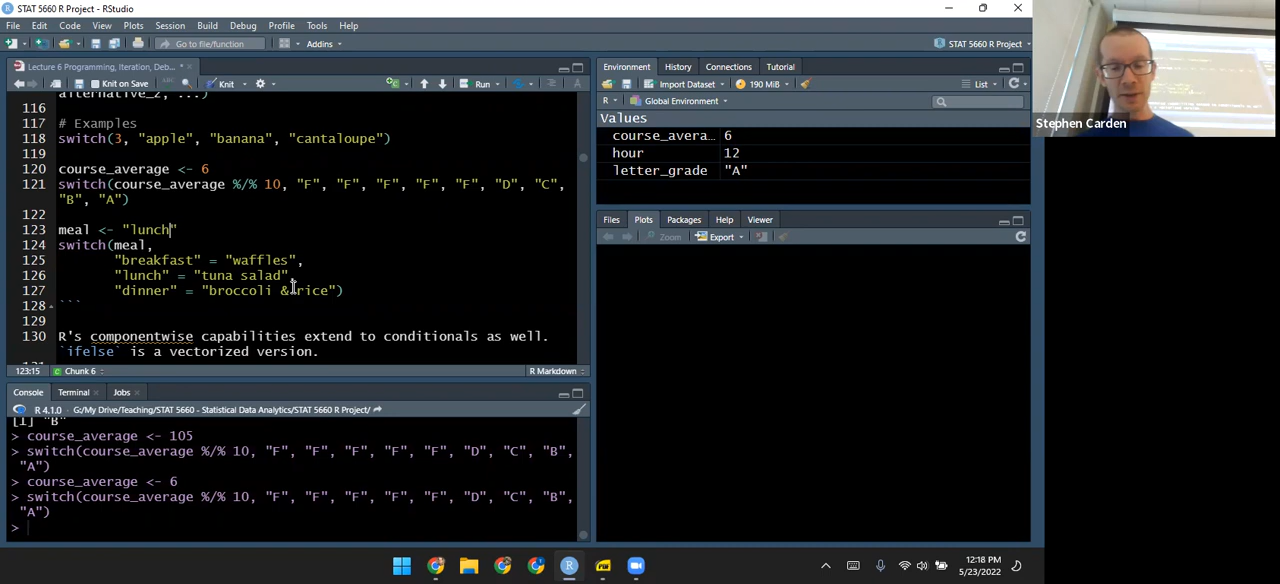 STAT 5660 R Project - RStudio
File Edit Code View Plots Session Build Debug Profile Tools Help
Go to file/function Addins STAT 5660 R Project
Lecture 6 Programming, Iteration, Deb... *
Knit on Save Knit Run
alternative_2, ...)
116
117 # Examples
118 switch(3, "apple", "banana", "cantaloupe")
119
120 course_average <- 6
121 switch(course_average %/% 10, "F", "F", "F", "F", "F", "D", "C",
"B", "A")
122
123 meal <- "lunch"
124 switch(meal,
125 "breakfast" = "waffles",
126 "lunch" = "tuna salad",
127 "dinner" = "broccoli & rice")
128 ```
129
130 R's componentwise capabilities extend to conditionals as well.
`ifelse` is a vectorized version.
123:15 Chunk 6 R Markdown
Console Terminal Jobs
R 4.1.0 · G:/My Drive/Teaching/STAT 5660 - Statistical Data Analytics/STAT 5660 R Project/
[1] "B"
> course_average <- 105
> switch(course_average %/% 10, "F", "F", "F", "F", "F", "D", "C", "B",
"A")
> course_average <- 6
> switch(course_average %/% 10, "F", "F", "F", "F", "F", "D", "C", "B",
"A")
>
Environment History Connections Tutorial
Import Dataset 190 MiB List
R Global Environment
Values
course_avera... 6
hour 12
letter_grade "A"
Files Plots Packages Help Viewer
Zoom Export
Stephen Carden
12:18 PM
5/23/2022